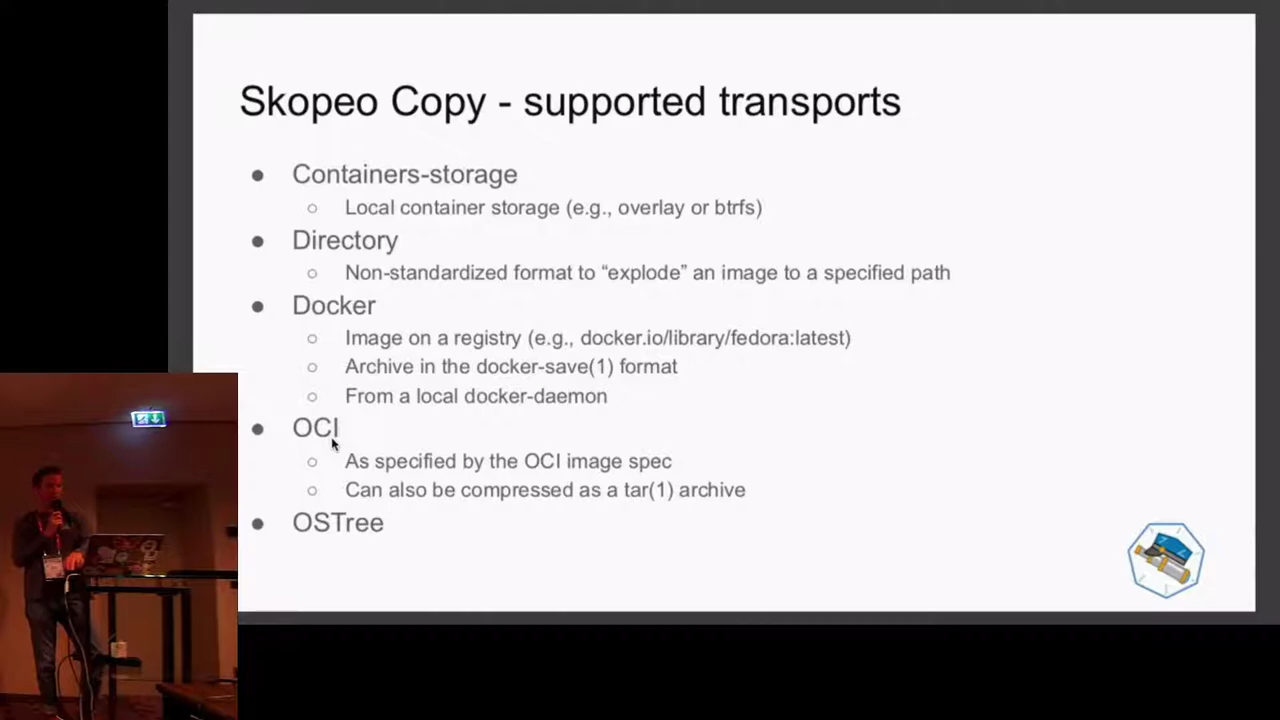 Skopeo Copy - supported transports
● Containers-storage
○ Local container storage (e.g., overlay or btrfs)
● Directory
○ Non-standardized format to “explode” an image to a specified path
● Docker
○ Image on a registry (e.g., docker.io/library/fedora:latest)
○ Archive in the docker-save(1) format
○ From a local docker-daemon
● OCI
○ As specified by the OCI image spec
○ Can also be compressed as a tar(1) archive
● OSTree